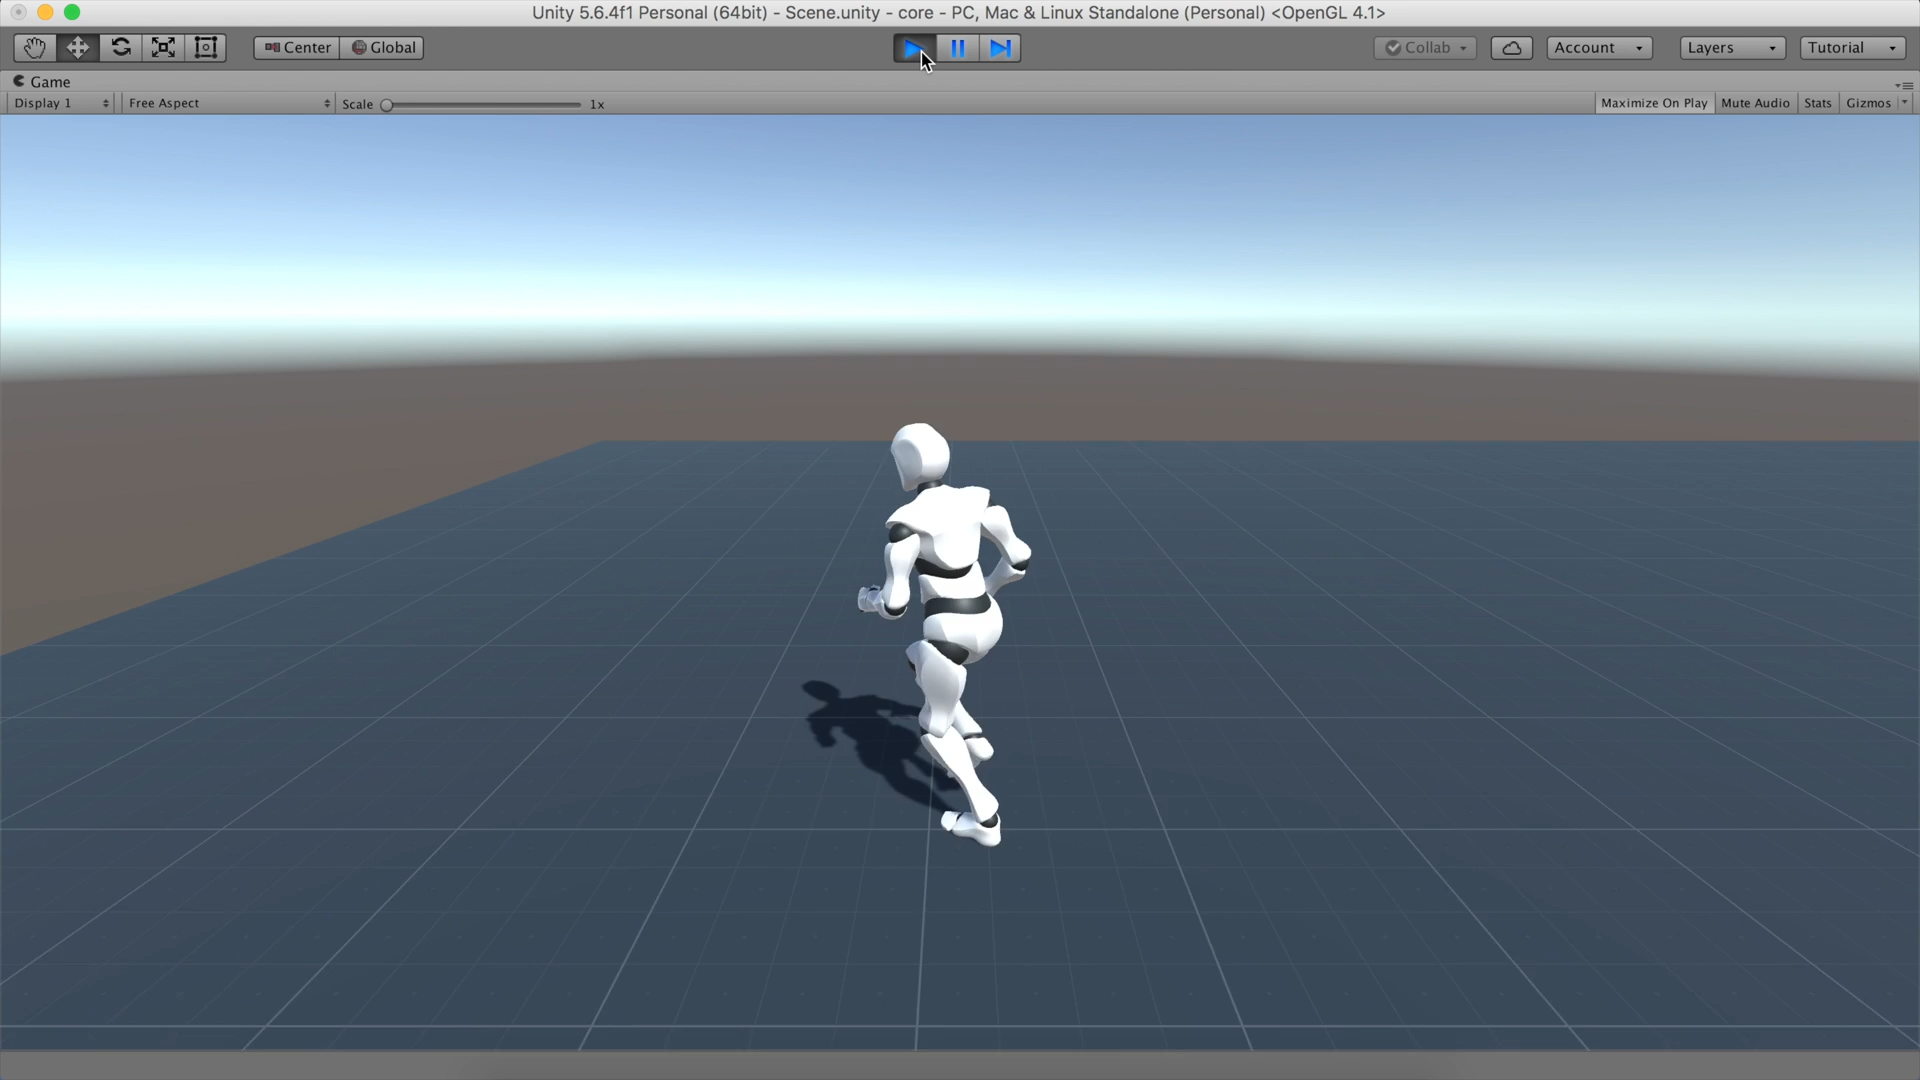 Unity 5.6.4f1 Personal (64bit) - Scene.unity - core - PC, Mac & Linux Standalone (Personal) <OpenGL 4.1>
Center Global Collab Account Layers Tutorial
Game
Display 1 Free Aspect Scale 1x Maximize On Play Mute Audio Stats Gizmos